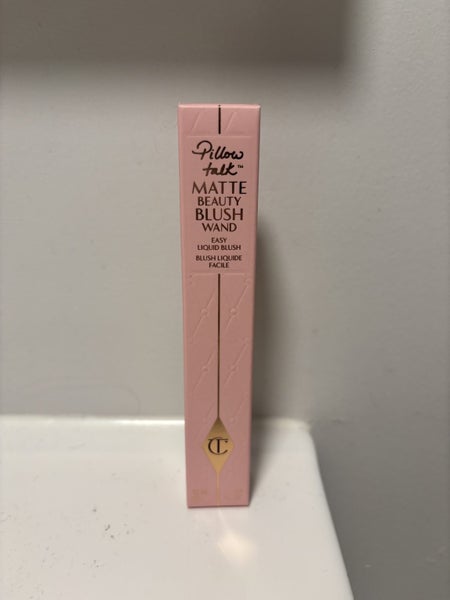 Pillow
talk™
MATTE
BEAUTY
BLUSH
WAND
EASY
LIQUID BLUSH
BLUSH LIQUIDE
FACILE
CT